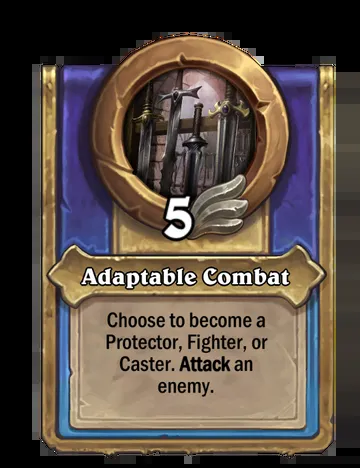 5
Adaptable Combat
Choose to become a
Protector, Fighter, or
Caster. Attack an
enemy.